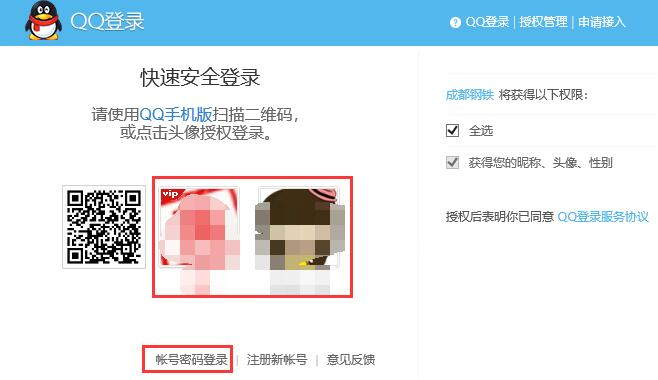 QQ登录
QQ登录 | 授权管理 | 申请接入
快速安全登录
请使用QQ手机版扫描二维码，
或点击头像授权登录。
vip
帐号密码登录 | 注册新帐号 | 意见反馈
成都钢铁 将获得以下权限：
全选
获得您的昵称、头像、性别
授权后表明你已同意 QQ登录服务协议